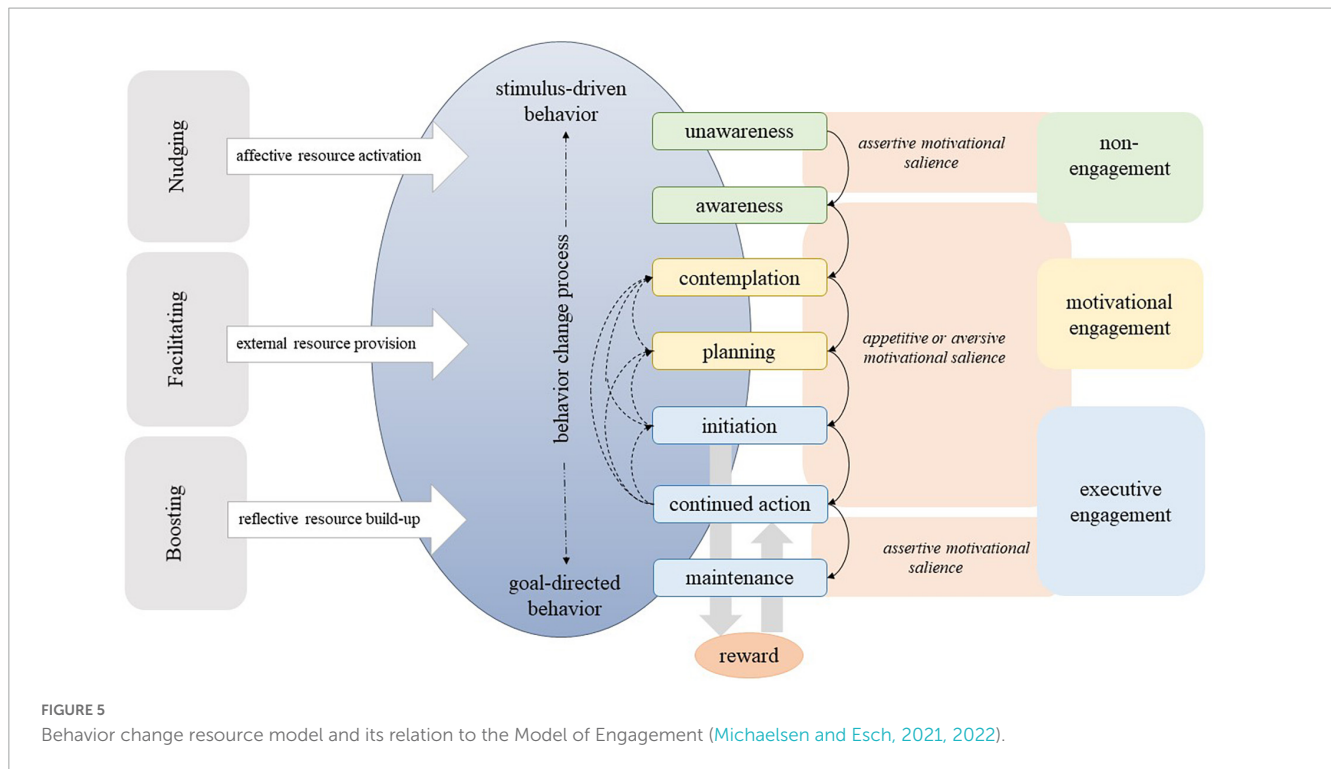 Nudging
affective resource activation
Facilitating
external resource provision
Boosting
reflective resource build-up
stimulus-driven
behavior
behavior change process
goal-directed
behavior
unawareness
awareness
contemplation
planning
initiation
continued action
maintenance
reward
assertive motivational
salience
appetitive or aversive
motivational salience
assertive motivational
salience
non-
engagement
motivational
engagement
executive
engagement
FIGURE 5
Behavior change resource model and its relation to the Model of Engagement (Michaelsen and Esch, 2021, 2022).